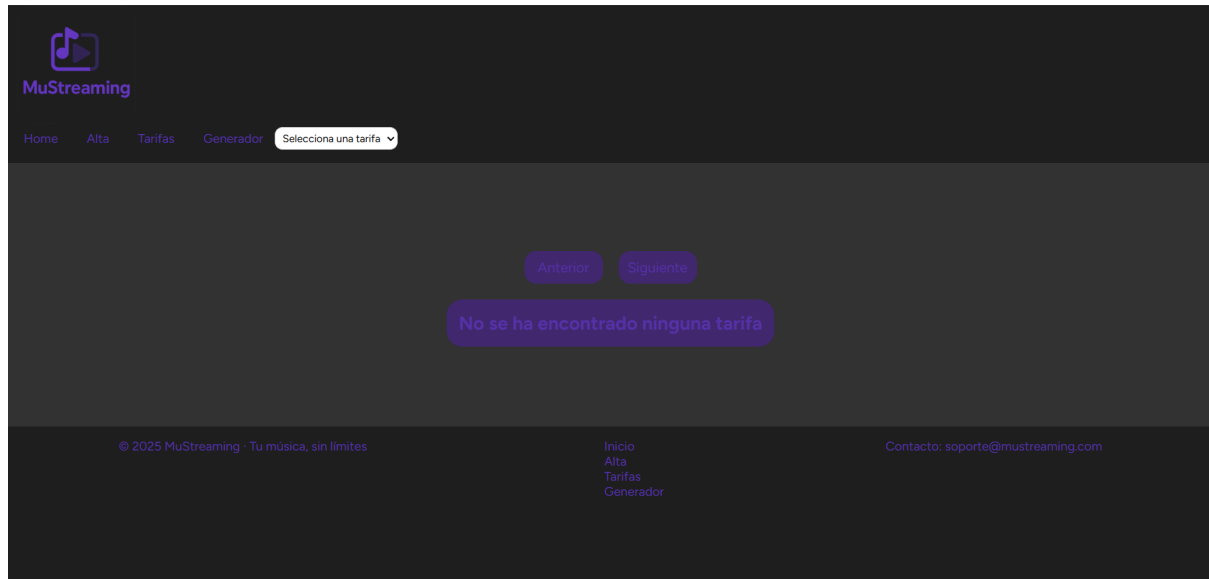 MuStreaming
Home Alta Tarifas Generador Selecciona una tarifa
Anterior Siguiente
No se ha encontrado ninguna tarifa
© 2025 MuStreaming · Tu música, sin límites
Inicio
Alta
Tarifas
Generador
Contacto: soporte@mustreaming.com